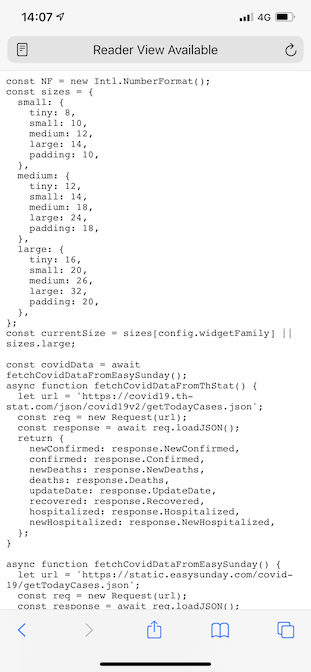 14:07
4G
Reader View Available
const NF = new Intl.NumberFormat();
const sizes = {
  small: {
    tiny: 8,
    small: 10,
    medium: 12,
    large: 14,
    padding: 10,
  },
  medium: {
    tiny: 12,
    small: 14,
    medium: 18,
    large: 24,
    padding: 18,
  },
  large: {
    tiny: 16,
    small: 20,
    medium: 26,
    large: 32,
    padding: 20,
  },
};
const currentSize = sizes[config.widgetFamily] ||
sizes.large;

const covidData = await
fetchCovidDataFromEasySunday();
async function fetchCovidDataFromThStat() {
  let url = 'https://covid19.th-
stat.com/json/covid19v2/getTodayCases.json';
  const req = new Request(url);
  const response = await req.loadJSON();
  return {
    newConfirmed: response.NewConfirmed,
    confirmed: response.Confirmed,
    newDeaths: response.NewDeaths,
    deaths: response.Deaths,
    updateDate: response.UpdateDate,
    recovered: response.Recovered,
    hospitalized: response.Hospitalized,
    newHospitalized: response.NewHospitalized,
  };
}

async function fetchCovidDataFromEasySunday() {
  let url = 'https://static.easysunday.com/covid-
19/getTodayCases.json';
  const req = new Request(url);
  const response = await req.loadJSON();